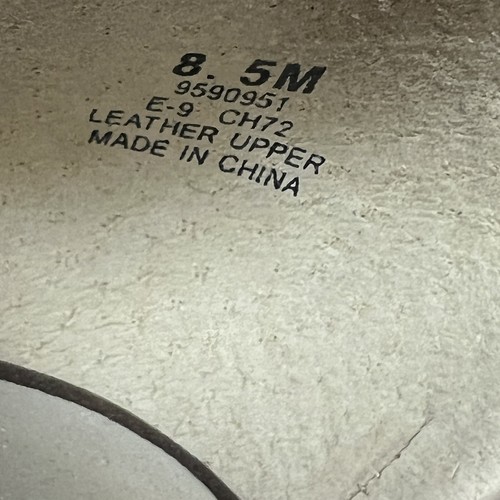 8.5M
9590951
E-9 CH72
LEATHER UPPER
MADE IN CHINA